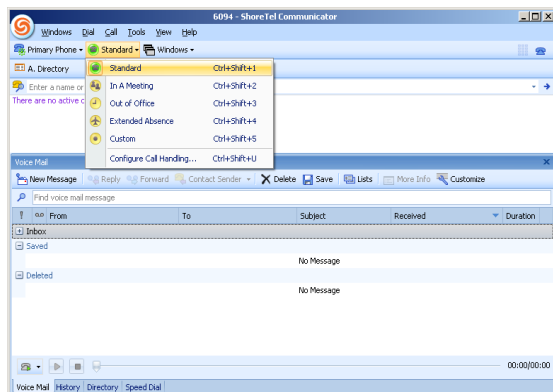 6094 - ShoreTel Communicator
Windows Dial Call Tools View Help
Primary Phone Standard Windows
A. Directory
Standard Ctrl+Shift+1
Enter a name or
In A Meeting Ctrl+Shift+2
There are no active c
Out of Office Ctrl+Shift+3
Extended Absence Ctrl+Shift+4
Custom Ctrl+Shift+5
Configure Call Handling... Ctrl+Shift+U
Voice Mail
New Message Reply Forward Contact Sender Delete Save Lists More Info Customize
Find voice mail message
From To Subject Received Duration
Inbox
Saved
No Message
Deleted
No Message
00:00/00:00
Voice Mail History Directory Speed Dial